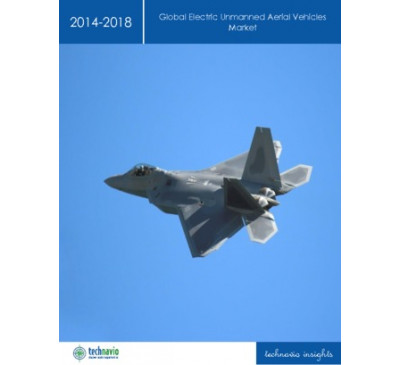 2014-2018
Global Electric Unmanned Aerial Vehicles
Market
technavio
technavio insights